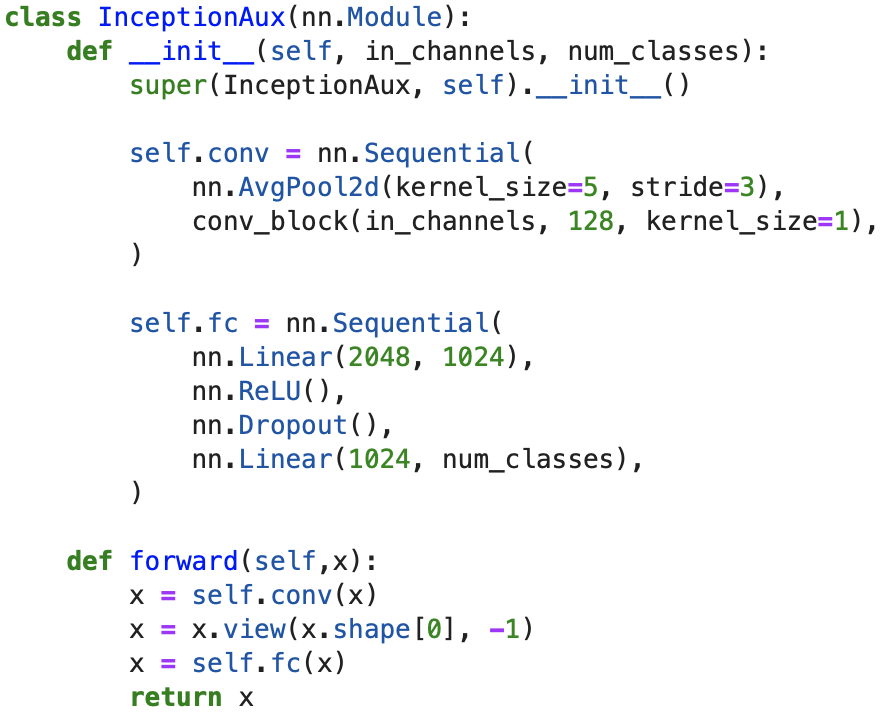 class InceptionAux(nn.Module):
    def __init__(self, in_channels, num_classes):
        super(InceptionAux, self).__init__()

        self.conv = nn.Sequential(
            nn.AvgPool2d(kernel_size=5, stride=3),
            conv_block(in_channels, 128, kernel_size=1),
        )

        self.fc = nn.Sequential(
            nn.Linear(2048, 1024),
            nn.ReLU(),
            nn.Dropout(),
            nn.Linear(1024, num_classes),
        )

    def forward(self,x):
        x = self.conv(x)
        x = x.view(x.shape[0], -1)
        x = self.fc(x)
        return x